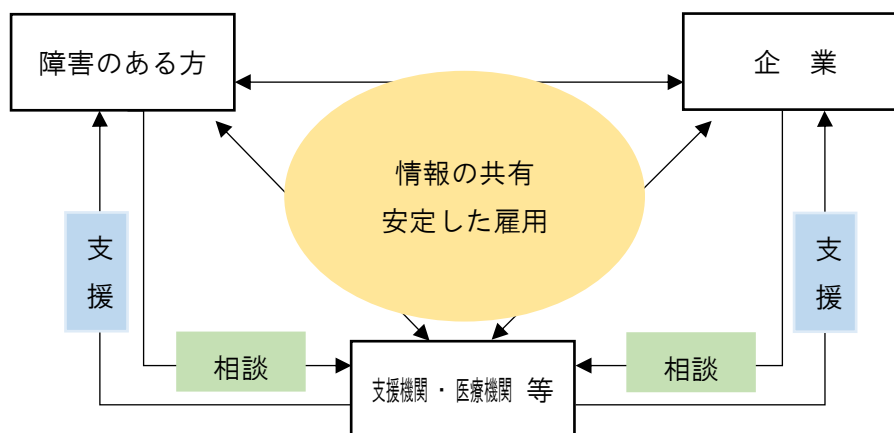 障害のある方
企　業
情報の共有
安定した雇用
支援
支援
相談
相談
支援機関・医療機関 等